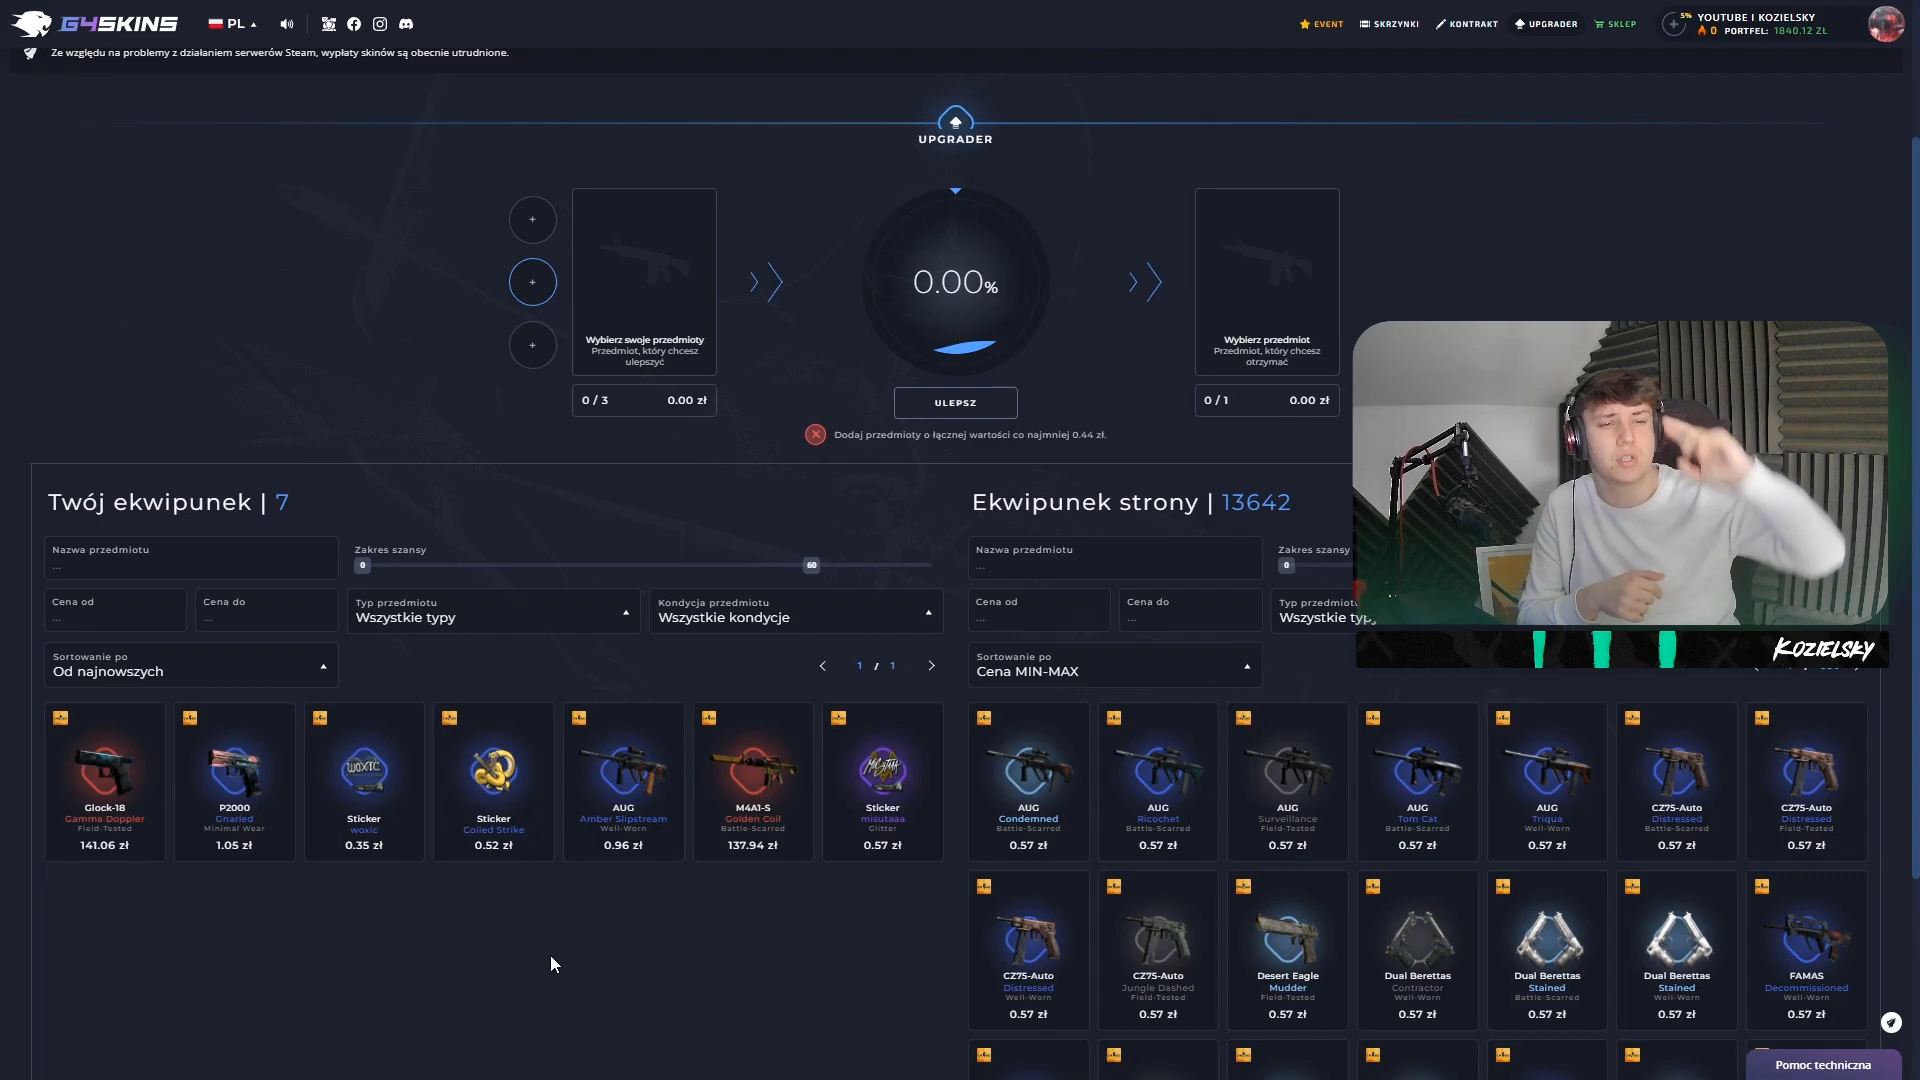 G4SKINS
PL
EVENT
SKRZYNKI
KONTRAKT
UPGRADER
SKLEP
5%
YOUTUBE I KOZIELSKY
0 PORTFEL: 1840.12 ZŁ
Ze względu na problemy z działaniem serwerów Steam, wypłaty skinów są obecnie utrudnione.
UPGRADER
+
+
+
Wybierz swoje przedmioty
Przedmiot, który chcesz
ulepszyć
0 / 3 0.00 zł
0.00%
ULEPSZ
Dodaj przedmioty o łącznej wartości co najmniej 0.44 zł.
Wybierz przedmiot
Przedmiot, który chcesz
otrzymać
0 / 1 0.00 zł
KOZIELSKY
Twój ekwipunek | 7
Nazwa przedmiotu
...
Zakres szansy
0 60
Cena od
...
Cena do
...
Typ przedmiotu
Wszystkie typy
Kondycja przedmiotu
Wszystkie kondycje
Sortowanie po
Od najnowszych
1 / 1
Glock-18
Gamma Doppler
Field-Tested
141.06 zł
P2000
Gnarled
Minimal Wear
1.05 zł
Sticker
woxic
0.35 zł
Sticker
Coiled Strike
0.52 zł
AUG
Amber Slipstream
Well-Worn
0.96 zł
M4A1-S
Golden Coil
Battle-Scarred
137.94 zł
Sticker
misutaaa
Glitter
0.57 zł
Ekwipunek strony | 13642
Nazwa przedmiotu
...
Zakres szansy
0
Cena od
...
Cena do
...
Typ przedmiotu
Wszystkie typy
Sortowanie po
Cena MIN-MAX
AUG
Condemned
Battle-Scarred
0.57 zł
AUG
Ricochet
Battle-Scarred
0.57 zł
AUG
Surveillance
Field-Tested
0.57 zł
AUG
Tom Cat
Battle-Scarred
0.57 zł
AUG
Triqua
Well-Worn
0.57 zł
CZ75-Auto
Distressed
Battle-Scarred
0.57 zł
CZ75-Auto
Distressed
Field-Tested
0.57 zł
CZ75-Auto
Distressed
Well-Worn
0.57 zł
CZ75-Auto
Jungle Dashed
Field-Tested
0.57 zł
Desert Eagle
Mudder
Field-Tested
0.57 zł
Dual Berettas
Contractor
Well-Worn
0.57 zł
Dual Berettas
Stained
Battle-Scarred
0.57 zł
Dual Berettas
Stained
Well-Worn
0.57 zł
FAMAS
Decommissioned
Well-Worn
0.57 zł
Pomoc techniczna